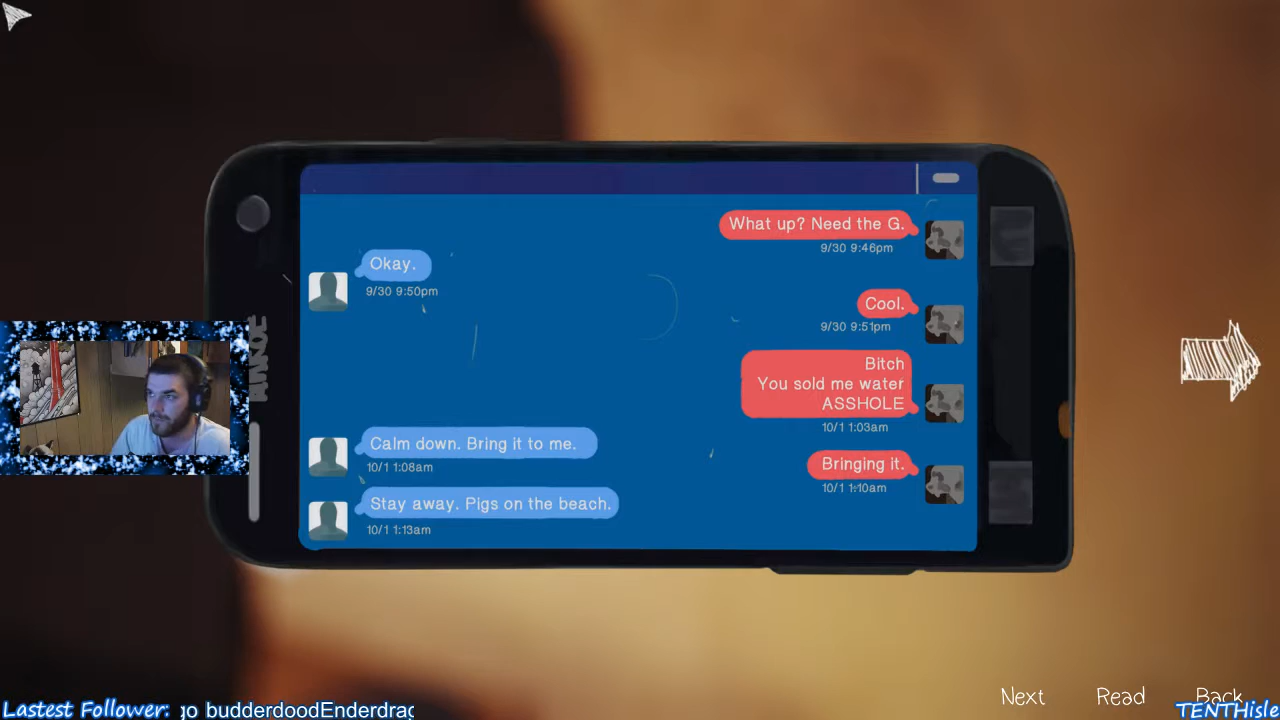 What up? Need the G.
9/30 9:46pm
Okay.
9/30 9:50pm
Cool.
9/30 9:51pm
Bitch
You sold me water
ASSHOLE
10/1 1:03am
Calm down. Bring it to me.
10/1 1:08am
Bringing it.
10/1 1:10am
Stay away. Pigs on the beach.
10/1 1:13am
Next Read Back
Lastest Follower: go budderdoodEnderdrag
TENTHisle